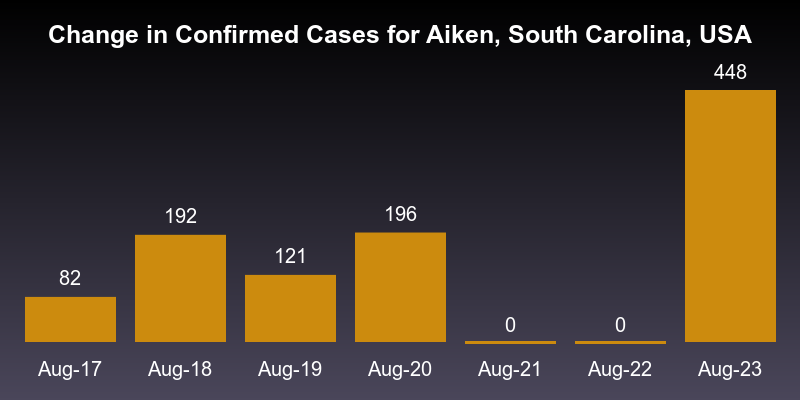 Change in Confirmed Cases for Aiken, South Carolina, USA
448
192
196
121
82
0
0
Aug-17
Aug-18
Aug-19
Aug-20
Aug-21
Aug-22
Aug-23